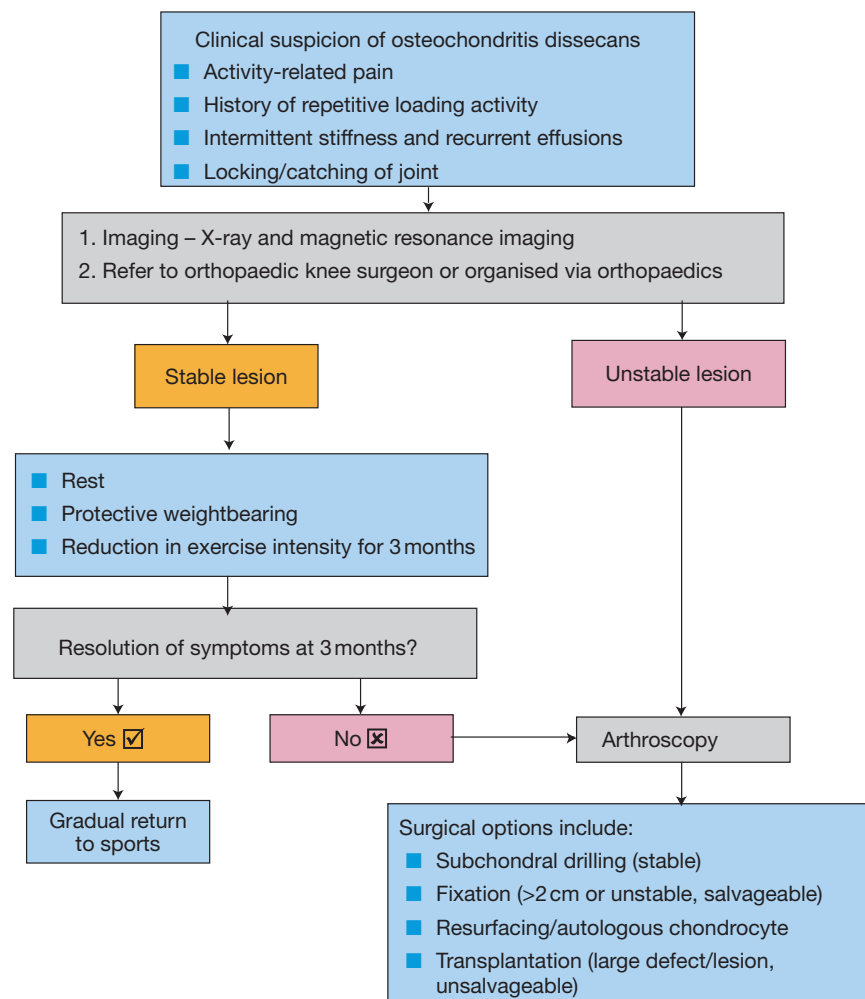 Clinical suspicion of osteochondritis dissecans
Activity-related pain
History of repetitive loading activity
Intermittent stiffness and recurrent effusions
Locking/catching of joint
1. Imaging – X-ray and magnetic resonance imaging
2. Refer to orthopaedic knee surgeon or organised via orthopaedics
Stable lesion
Unstable lesion
Rest
Protective weightbearing
Reduction in exercise intensity for 3 months
Resolution of symptoms at 3 months?
Yes ☑
No ☒
Arthroscopy
Gradual return
to sports
Surgical options include:
Subchondral drilling (stable)
Fixation (>2 cm or unstable, salvageable)
Resurfacing/autologous chondrocyte
Transplantation (large defect/lesion,
unsalvageable)